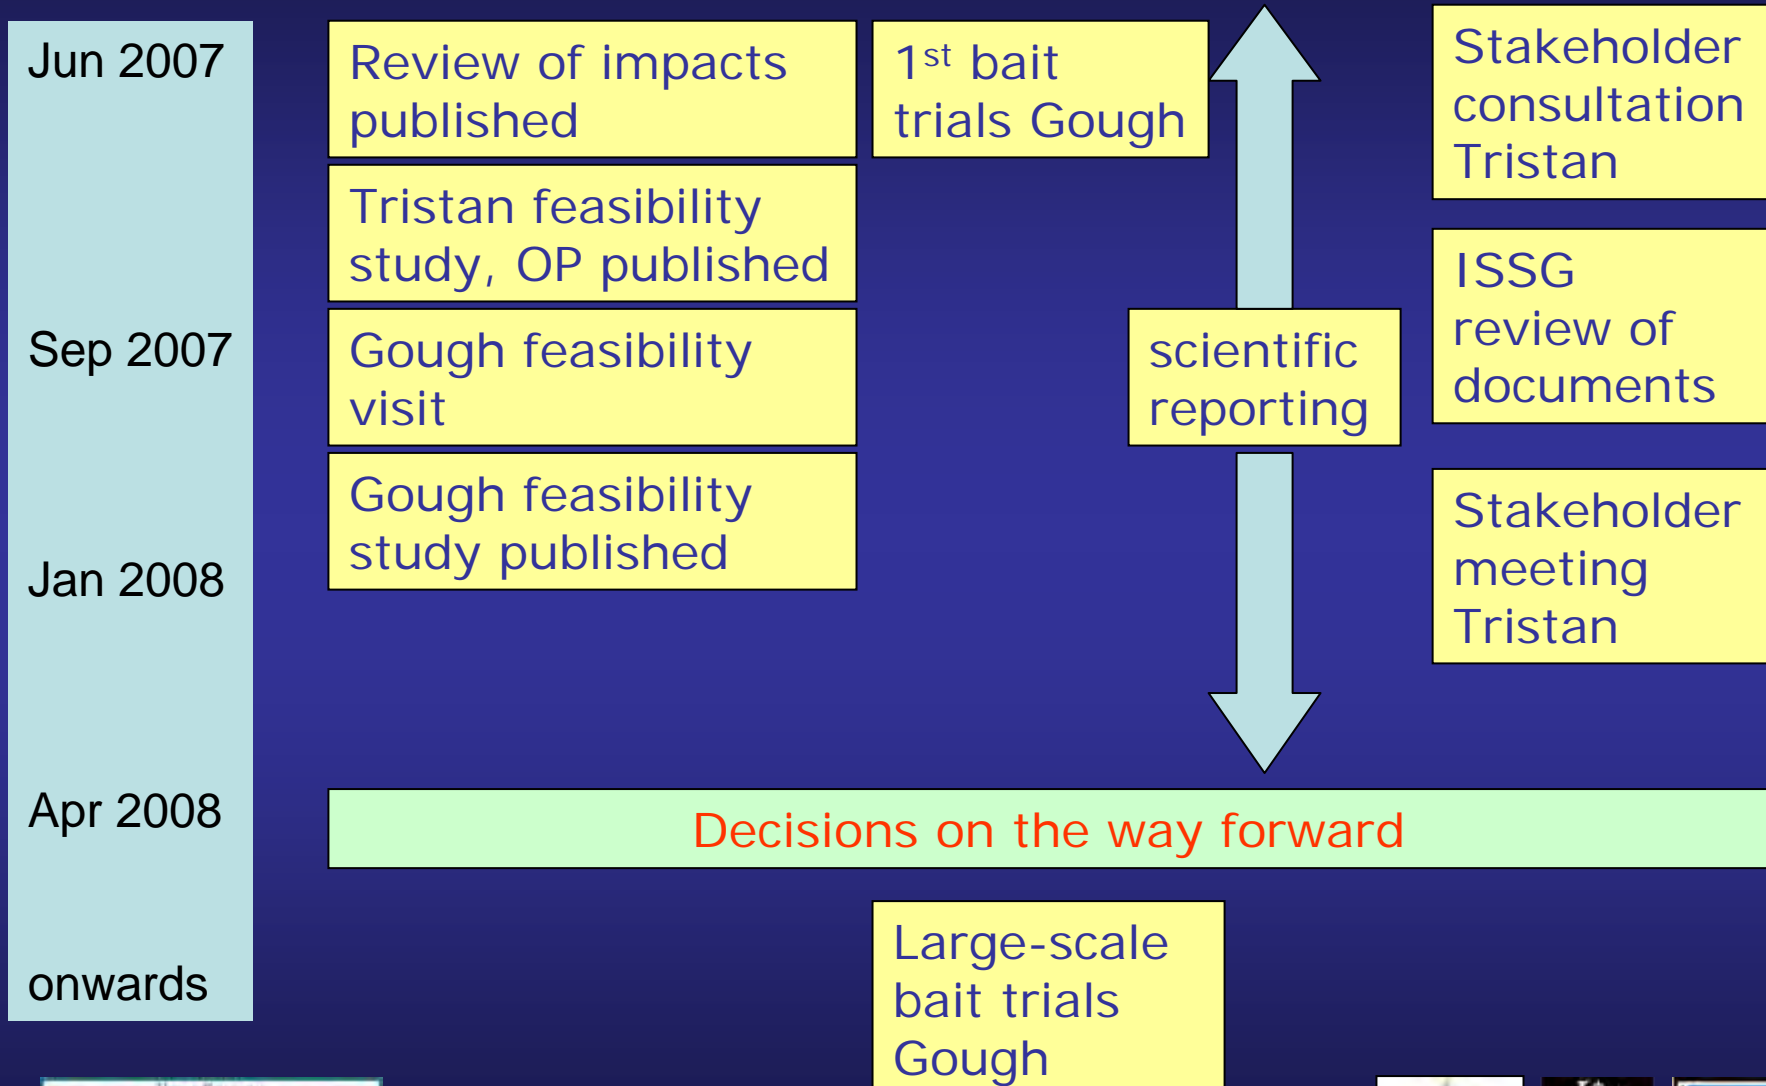 Jun 2007
Sep 2007
Jan 2008
Apr 2008
onwards
Review of impacts
published
Tristan feasibility
study, OP published
Gough feasibility
visit
Gough feasibility
study published
1st bait
trials Gough
scientific
reporting
Stakeholder
consultation
Tristan
ISSG
review of
documents
Stakeholder
meeting
Tristan
Decisions on the way forward
Large-scale
bait trials
Gough